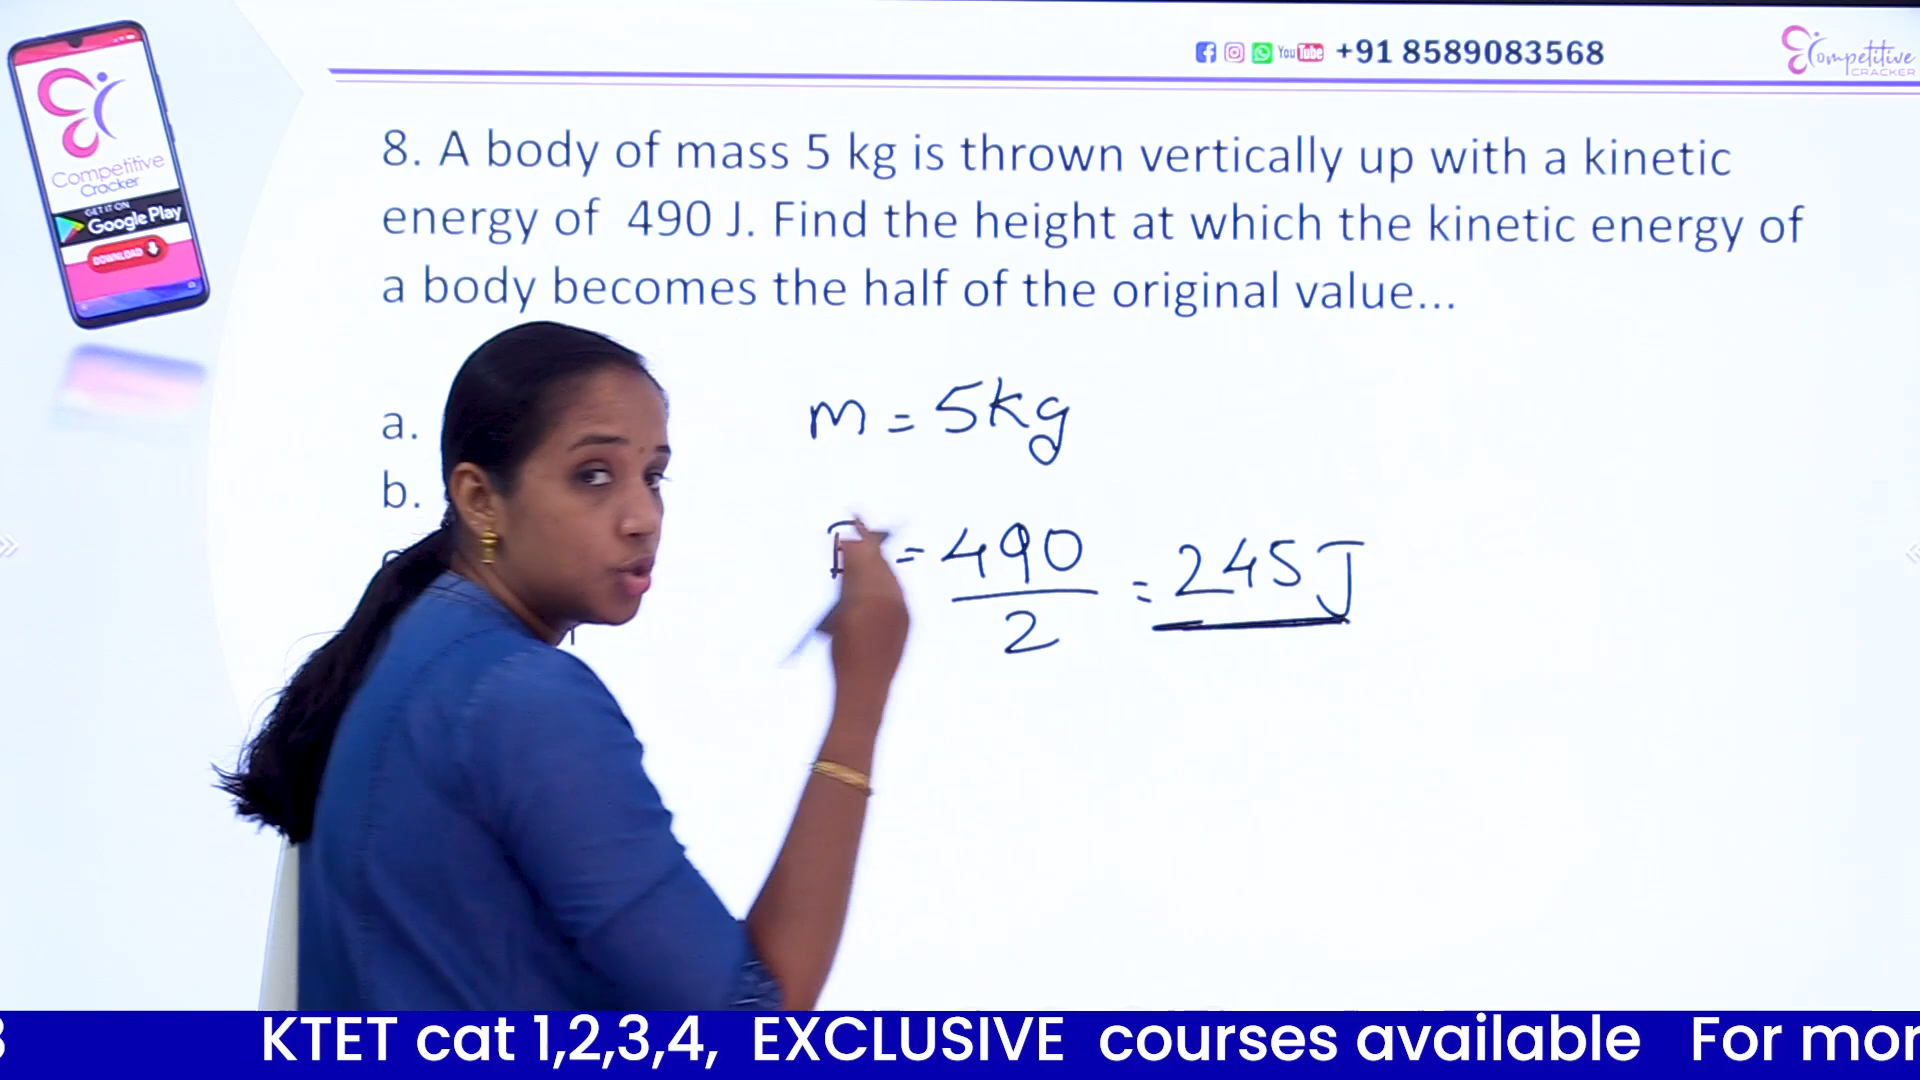 You Tube +91 8589083568
Competitive
CRACKER
Competitive
Cracker
GET IT ON
Google Play
DOWNLOAD
8. A body of mass 5 kg is thrown vertically up with a kinetic
energy of 490 J. Find the height at which the kinetic energy of
a body becomes the half of the original value...
a.
b.
m = 5kg
= 490
2
= 245 J
KTET cat 1,2,3,4, EXCLUSIVE courses available For mor